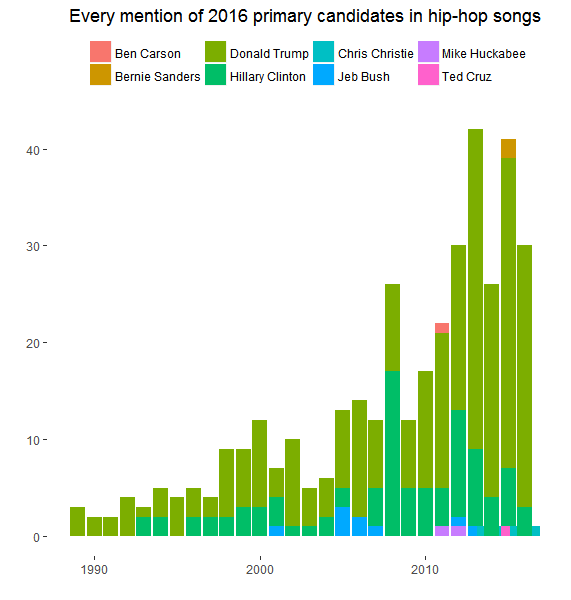 Every mention of 2016 primary candidates in hip-hop songs
Ben Carson Donald Trump Chris Christie Mike Huckabee
Bernie Sanders Hillary Clinton Jeb Bush Ted Cruz
40
30
20
10
0
1990 2000 2010